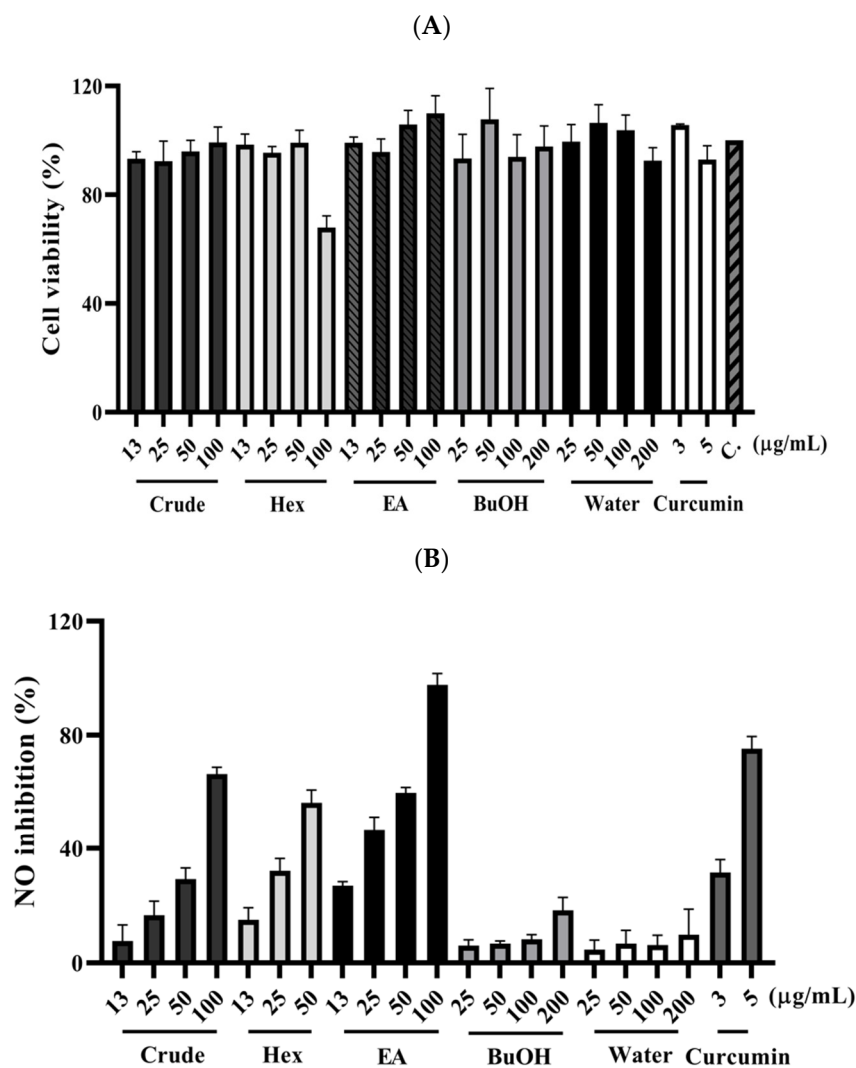 (A)
120
80
40
0
Cell viability (%)
13 25 50 100 13 25 50 100 13 25 50 100 25 50 100 200 25 50 100 200 3 5 C. (μg/mL)
Crude Hex EA BuOH Water Curcumin
(B)
120
80
40
0
NO inhibition (%)
13 25 50 100 13 25 50 13 25 50 100 25 50 100 200 25 50 100 200 3 5 (μg/mL)
Crude Hex EA BuOH Water Curcumin